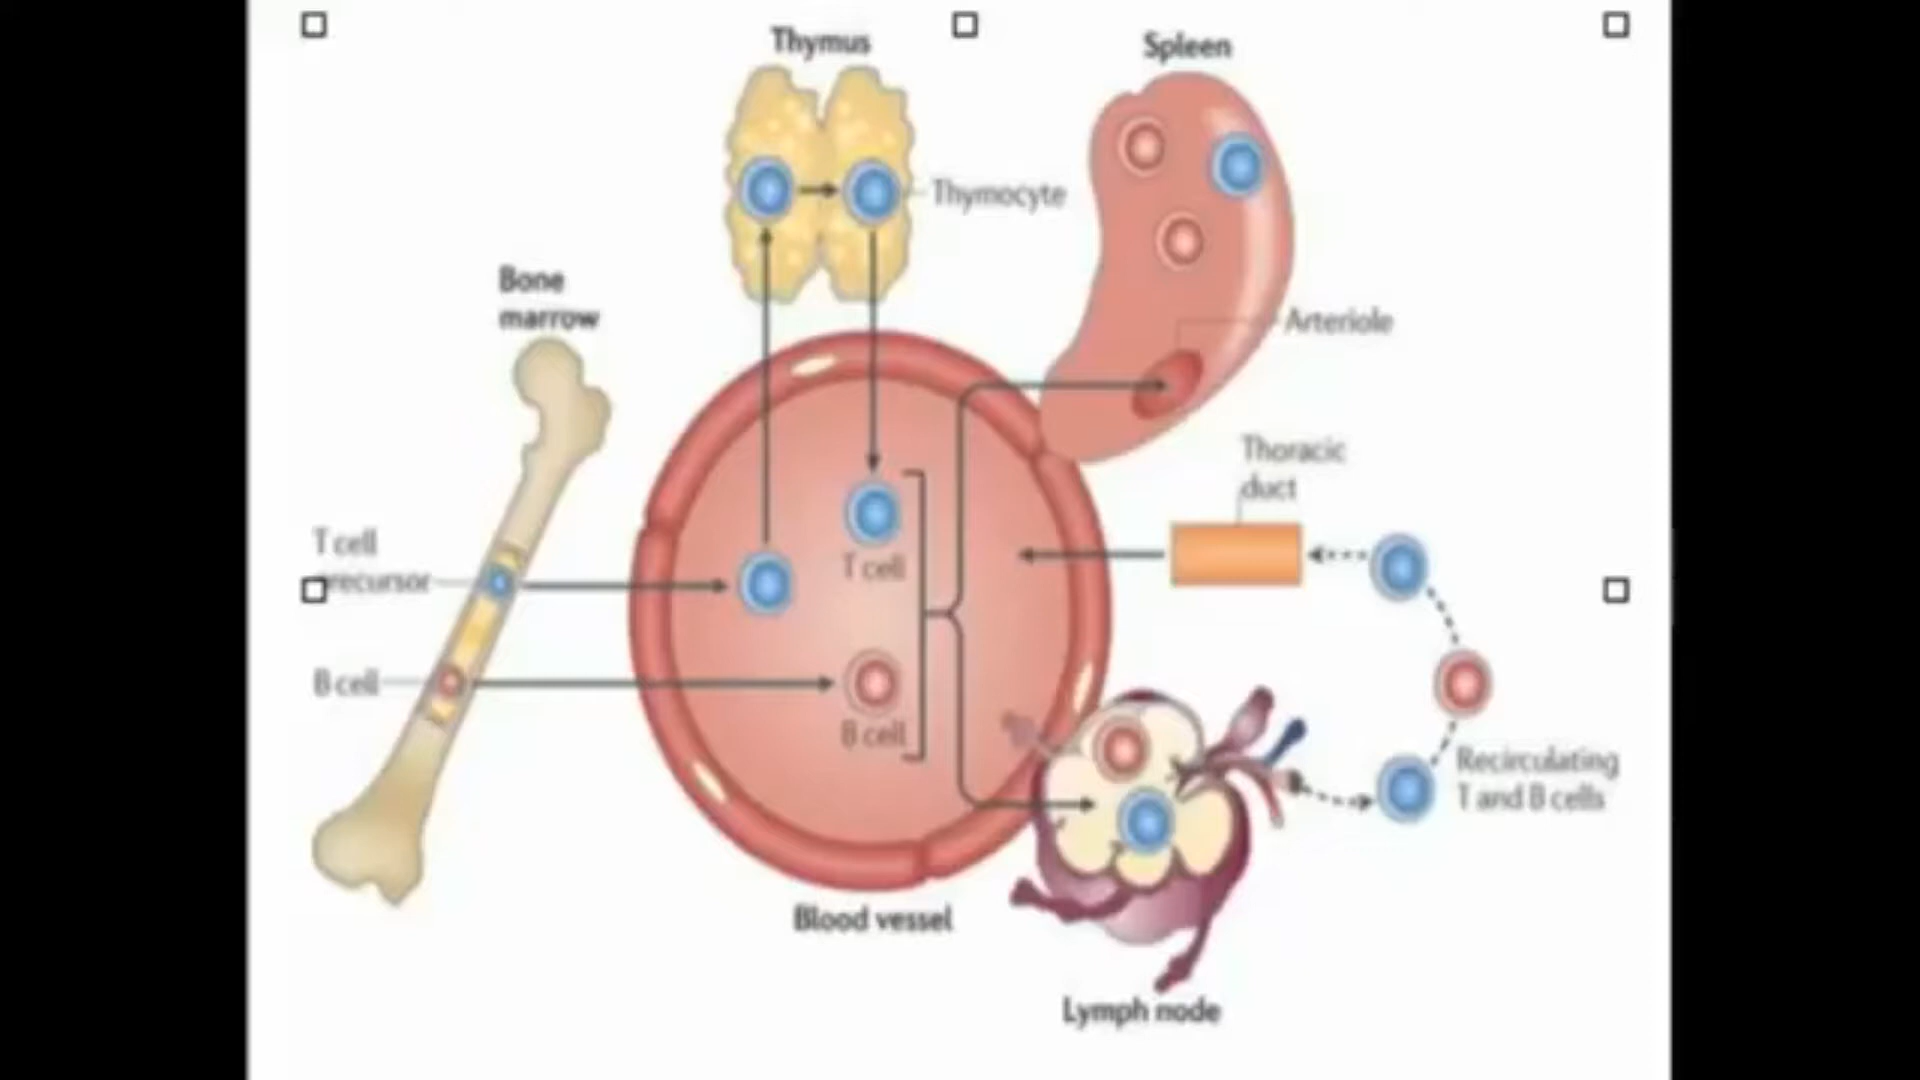 Thymus
Spleen
Thymocyte
Bone
marrow
Arteriole
Thoracic
duct
T cell
precursor
T cell
B cell
B cell
Recirculating
T and B cells
Blood vessel
Lymph node